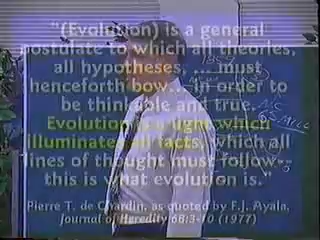 "(Evolution) is a general
postulate to which all theories,
all hypotheses, ... must
henceforth bow... in order to
be thinkable and true.
Evolution is a light which
illuminates all facts, which all
lines of thought must follow--
this is what evolution is."
Pierre T. de Chardin, as quoted by F.J. Ayala,
Journal of Heredity 68:3-10 (1977)
1859